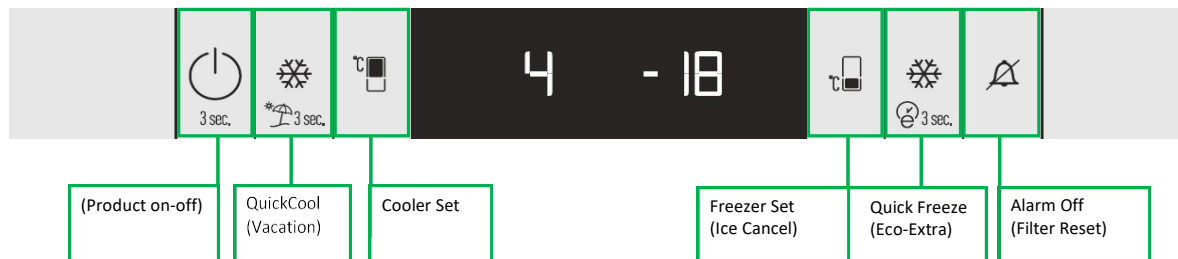 4 -18
℃
℃
3 sec.
3 sec.
3 sec.
(Product on-off)
QuickCool
(Vacation)
Cooler Set
Freezer Set
(Ice Cancel)
Quick Freeze
(Eco-Extra)
Alarm Off
(Filter Reset)